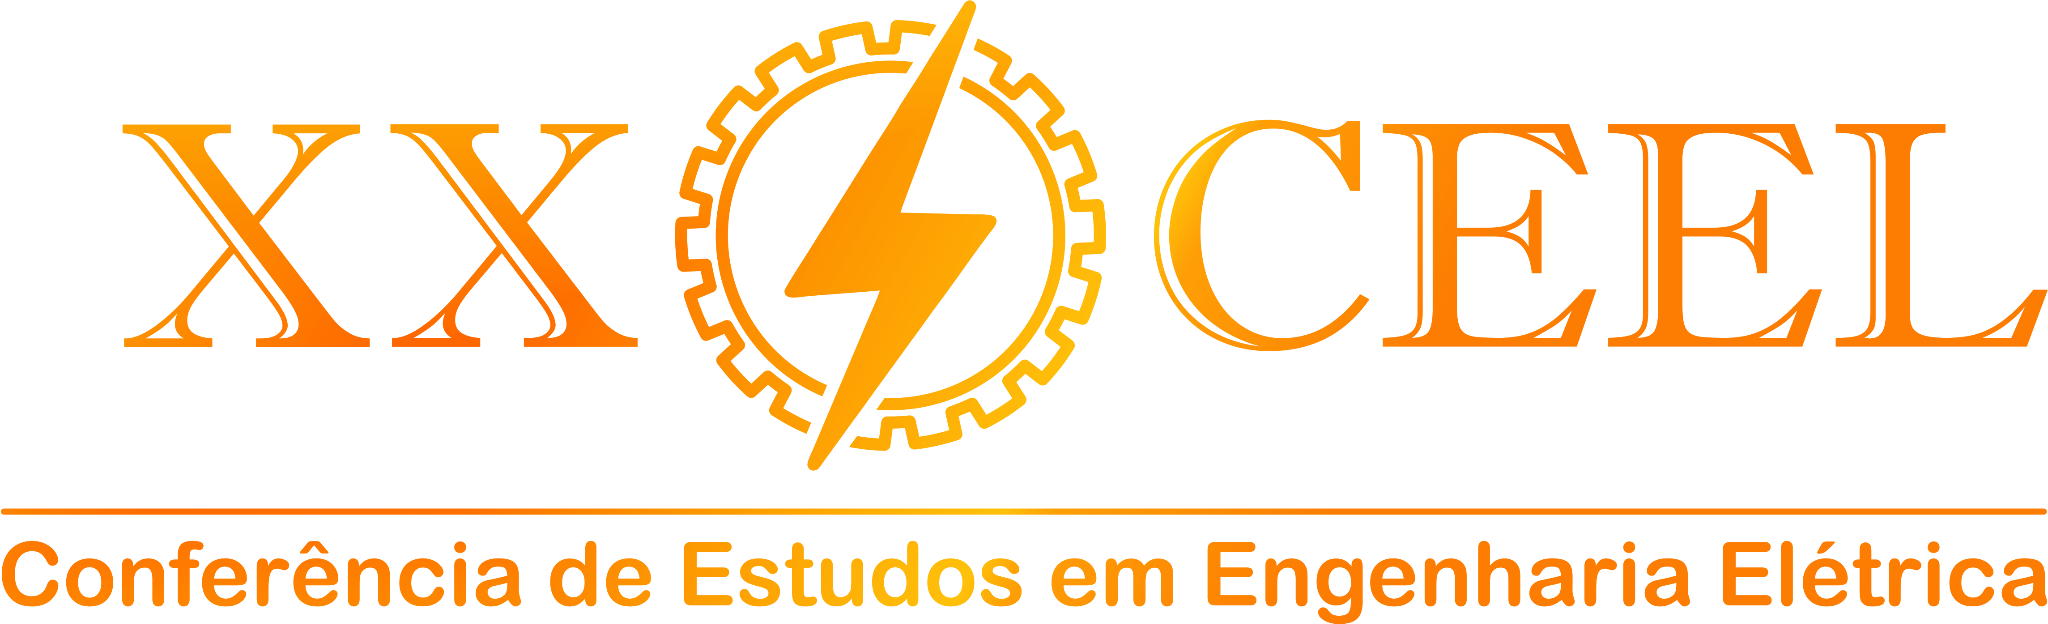 XX CEEL
Conferência de Estudos em Engenharia Elétrica